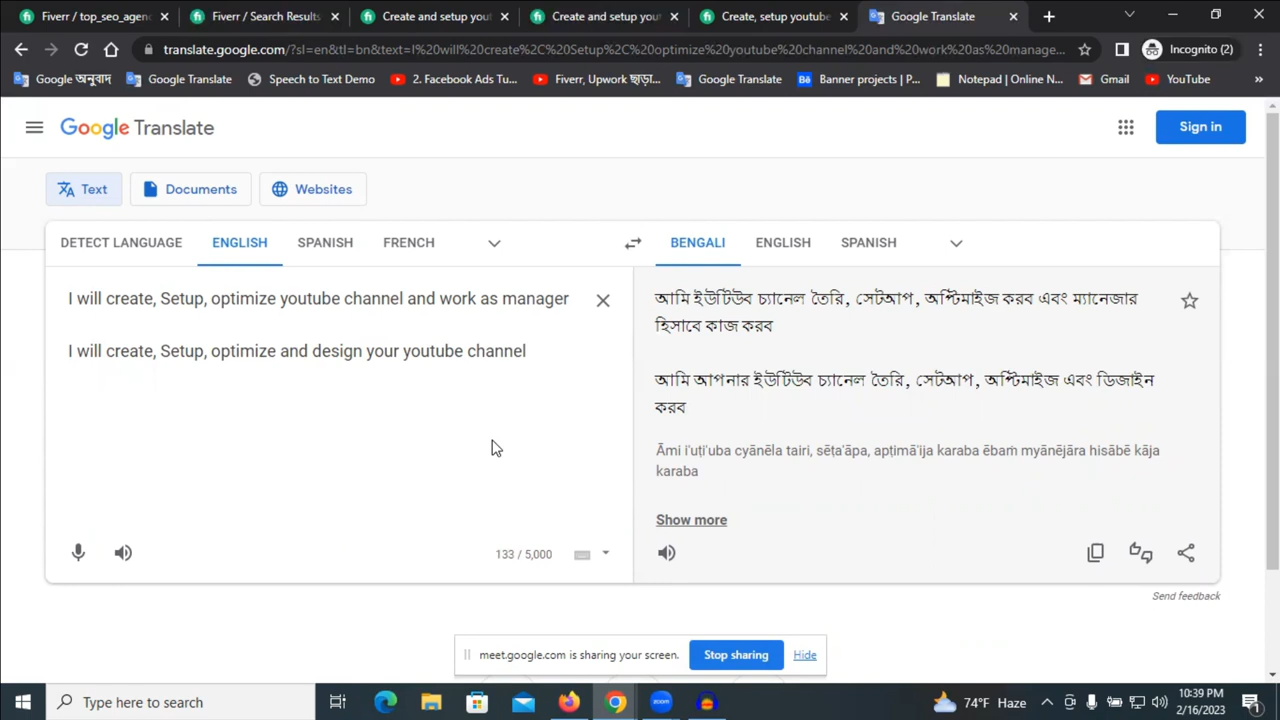 Fiverr / top_seo_agen
Fiverr / Search Results
Create and setup you
Create and setup you
Create, setup youtube
Google Translate
translate.google.com/?sl=en&tl=bn&text=I%20will%20create%2C%20Setup%2C%20optimize%20youtube%20channel%20and%20work%20as%20manage...
Incognito (2)
Google অনুবাদ
Google Translate
Speech to Text Demo
2. Facebook Ads Tu...
Fiverr, Upwork ছাড়া...
Google Translate
Banner projects | P...
Notepad | Online N...
Gmail
YouTube
»
Google Translate
Sign in
Text
Documents
Websites
DETECT LANGUAGE
ENGLISH
SPANISH
FRENCH
BENGALI
ENGLISH
SPANISH
I will create, Setup, optimize youtube channel and work as manager
I will create, Setup, optimize and design your youtube channel
আমি ইউটিউব চ্যানেল তৈরি, সেটআপ, অপ্টিমাইজ করব এবং ম্যানেজার
হিসাবে কাজ করব
আমি আপনার ইউটিউব চ্যানেল তৈরি, সেটআপ, অপ্টিমাইজ এবং ডিজাইন
করব
Āmi i'uṭi'uba cyānēla tairi, sēṭa'āpa, apṭimā'ija karaba ēbaṁ myānējāra hisābē kāja
karaba
Show more
133 / 5,000
Send feedback
meet.google.com is sharing your screen.
Stop sharing
Hide
Type here to search
zoom
74°F Haze
10:39 PM
2/16/2023
1